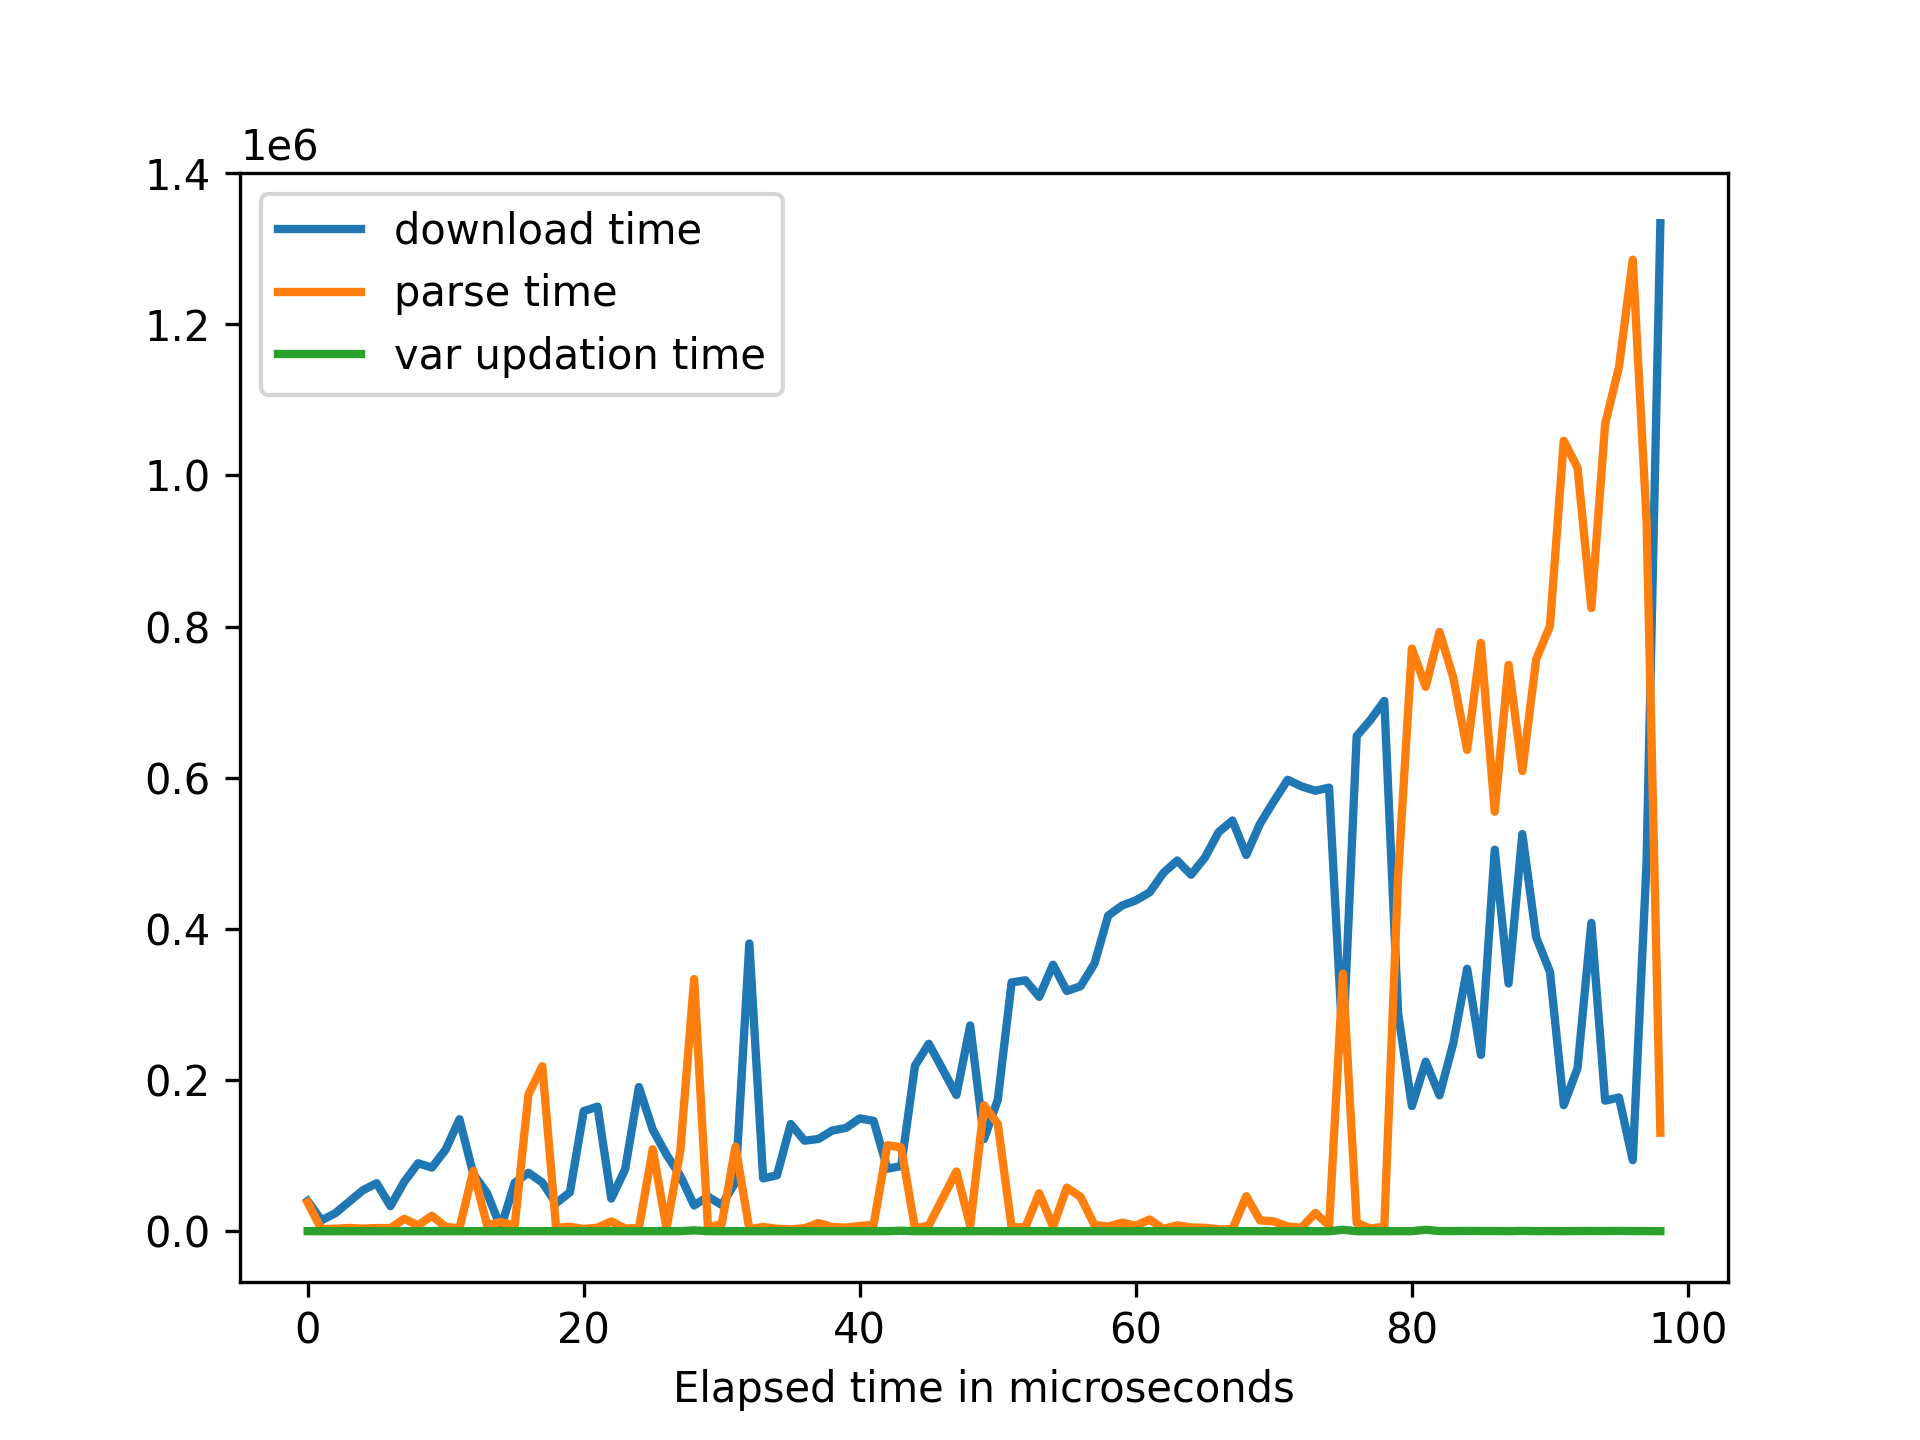 1e6
1.4
1.2
1.0
0.8
0.6
0.4
0.2
0.0
download time
parse time
var updation time
0 20 40 60 80 100
Elapsed time in microseconds